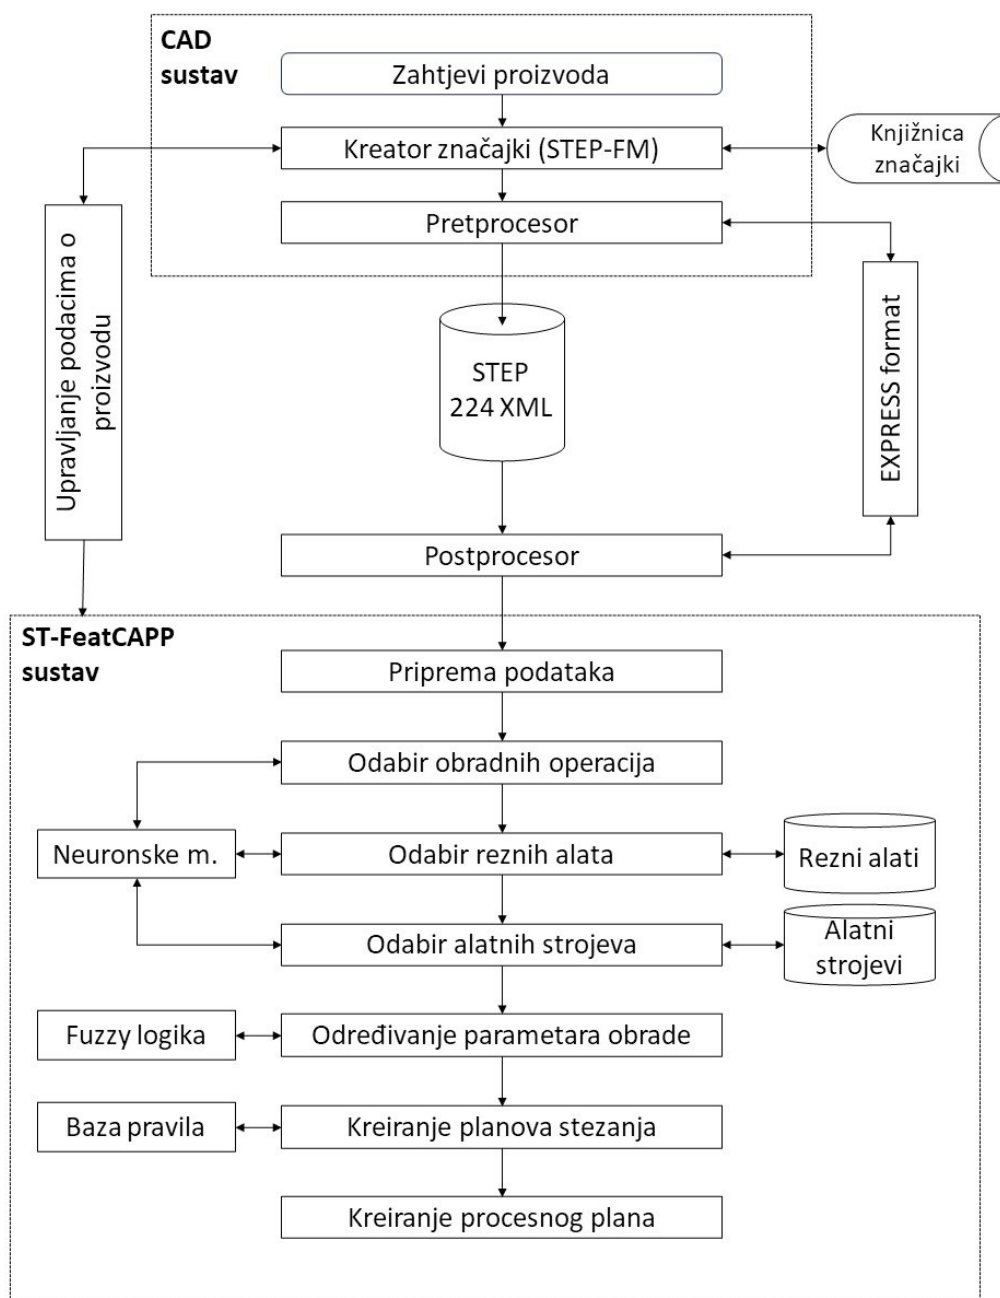 CAD
sustav
Zahtjevi proizvoda
Kreator značajki (STEP-FM)
Knjižnica
značajki
Pretprocesor
Upravljanje podacima o
proizvodu
STEP
224 XML
EXPRESS format
Postprocesor
ST-FeatCAPP
sustav
Priprema podataka
Odabir obradnih operacija
Neuronske m.
Odabir reznih alata
Rezni alati
Odabir alatnih strojeva
Alatni
strojevi
Fuzzy logika
Određivanje parametara obrade
Baza pravila
Kreiranje planova stezanja
Kreiranje procesnog plana